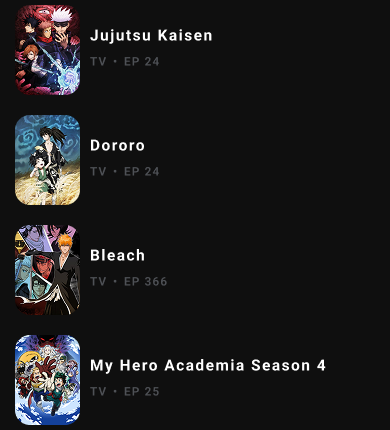 Jujutsu Kaisen
TV • EP 24
Dororo
TV • EP 24
Bleach
TV • EP 366
My Hero Academia Season 4
TV • EP 25